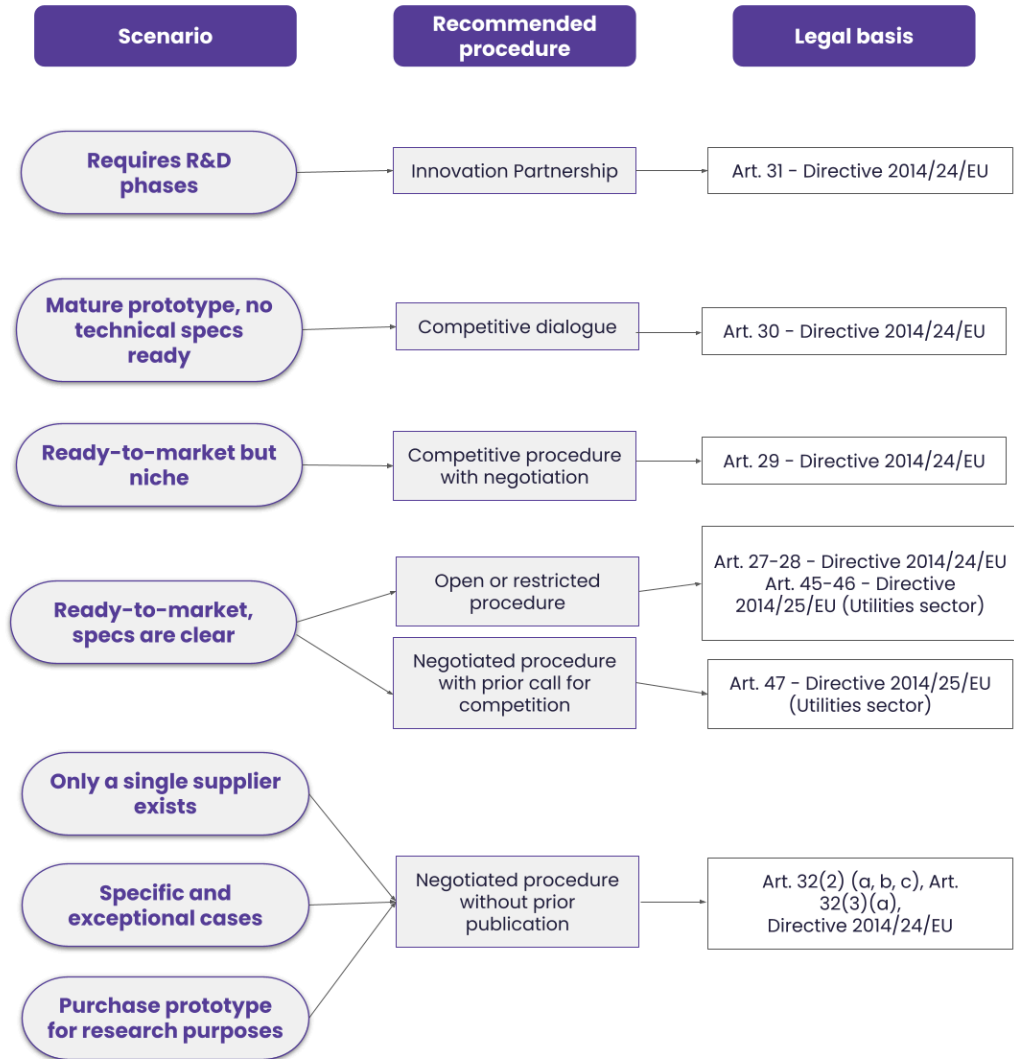 Scenario
Recommended
procedure
Legal basis
Requires R&D
phases
Innovation Partnership
Art. 31 - Directive 2014/24/EU
Mature prototype, no
technical specs
ready
Competitive dialogue
Art. 30 - Directive 2014/24/EU
Ready-to-market but
niche
Competitive procedure
with negotiation
Art. 29 - Directive 2014/24/EU
Ready-to-market,
specs are clear
Open or restricted
procedure
Art. 27-28 - Directive 2014/24/EU
Art. 45-46 - Directive
2014/25/EU (Utilities sector)
Negotiated procedure
with prior call for
competition
Art. 47 - Directive 2014/25/EU
(Utilities sector)
Only a single supplier
exists
Specific and
exceptional cases
Purchase prototype
for research purposes
Negotiated procedure
without prior
publication
Art. 32(2) (a, b, c), Art.
32(3)(a),
Directive 2014/24/EU